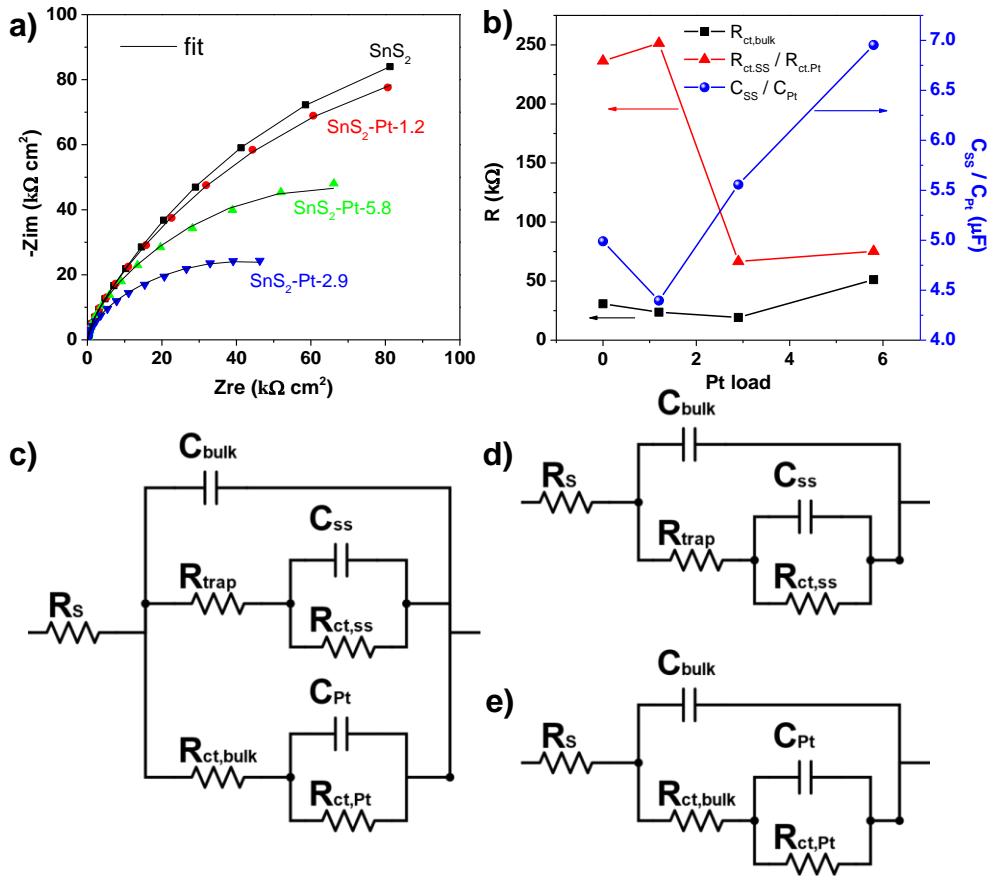 a)
fit
SnS2
SnS2-Pt-1.2
SnS2-Pt-5.8
SnS2-Pt-2.9
-Zim (kΩ cm2)
100
80
60
40
20
0
0 20 40 60 80 100
Zre (kΩ cm2)
b)
Rct,bulk
Rct.SS / Rct.Pt
CSS / CPt
R (kΩ)
250
200
150
100
50
0
7.0
6.5
6.0
5.5
5.0
4.5
4.0
CSS / CPt (μF)
0 2 4 6
Pt load
c)
Cbulk
Css
Rtrap
Rs
Rct,ss
CPt
Rct,bulk
Rct,Pt
d)
Cbulk
Rs
Css
Rtrap
Rct,ss
e)
Cbulk
Rs
CPt
Rct,bulk
Rct,Pt